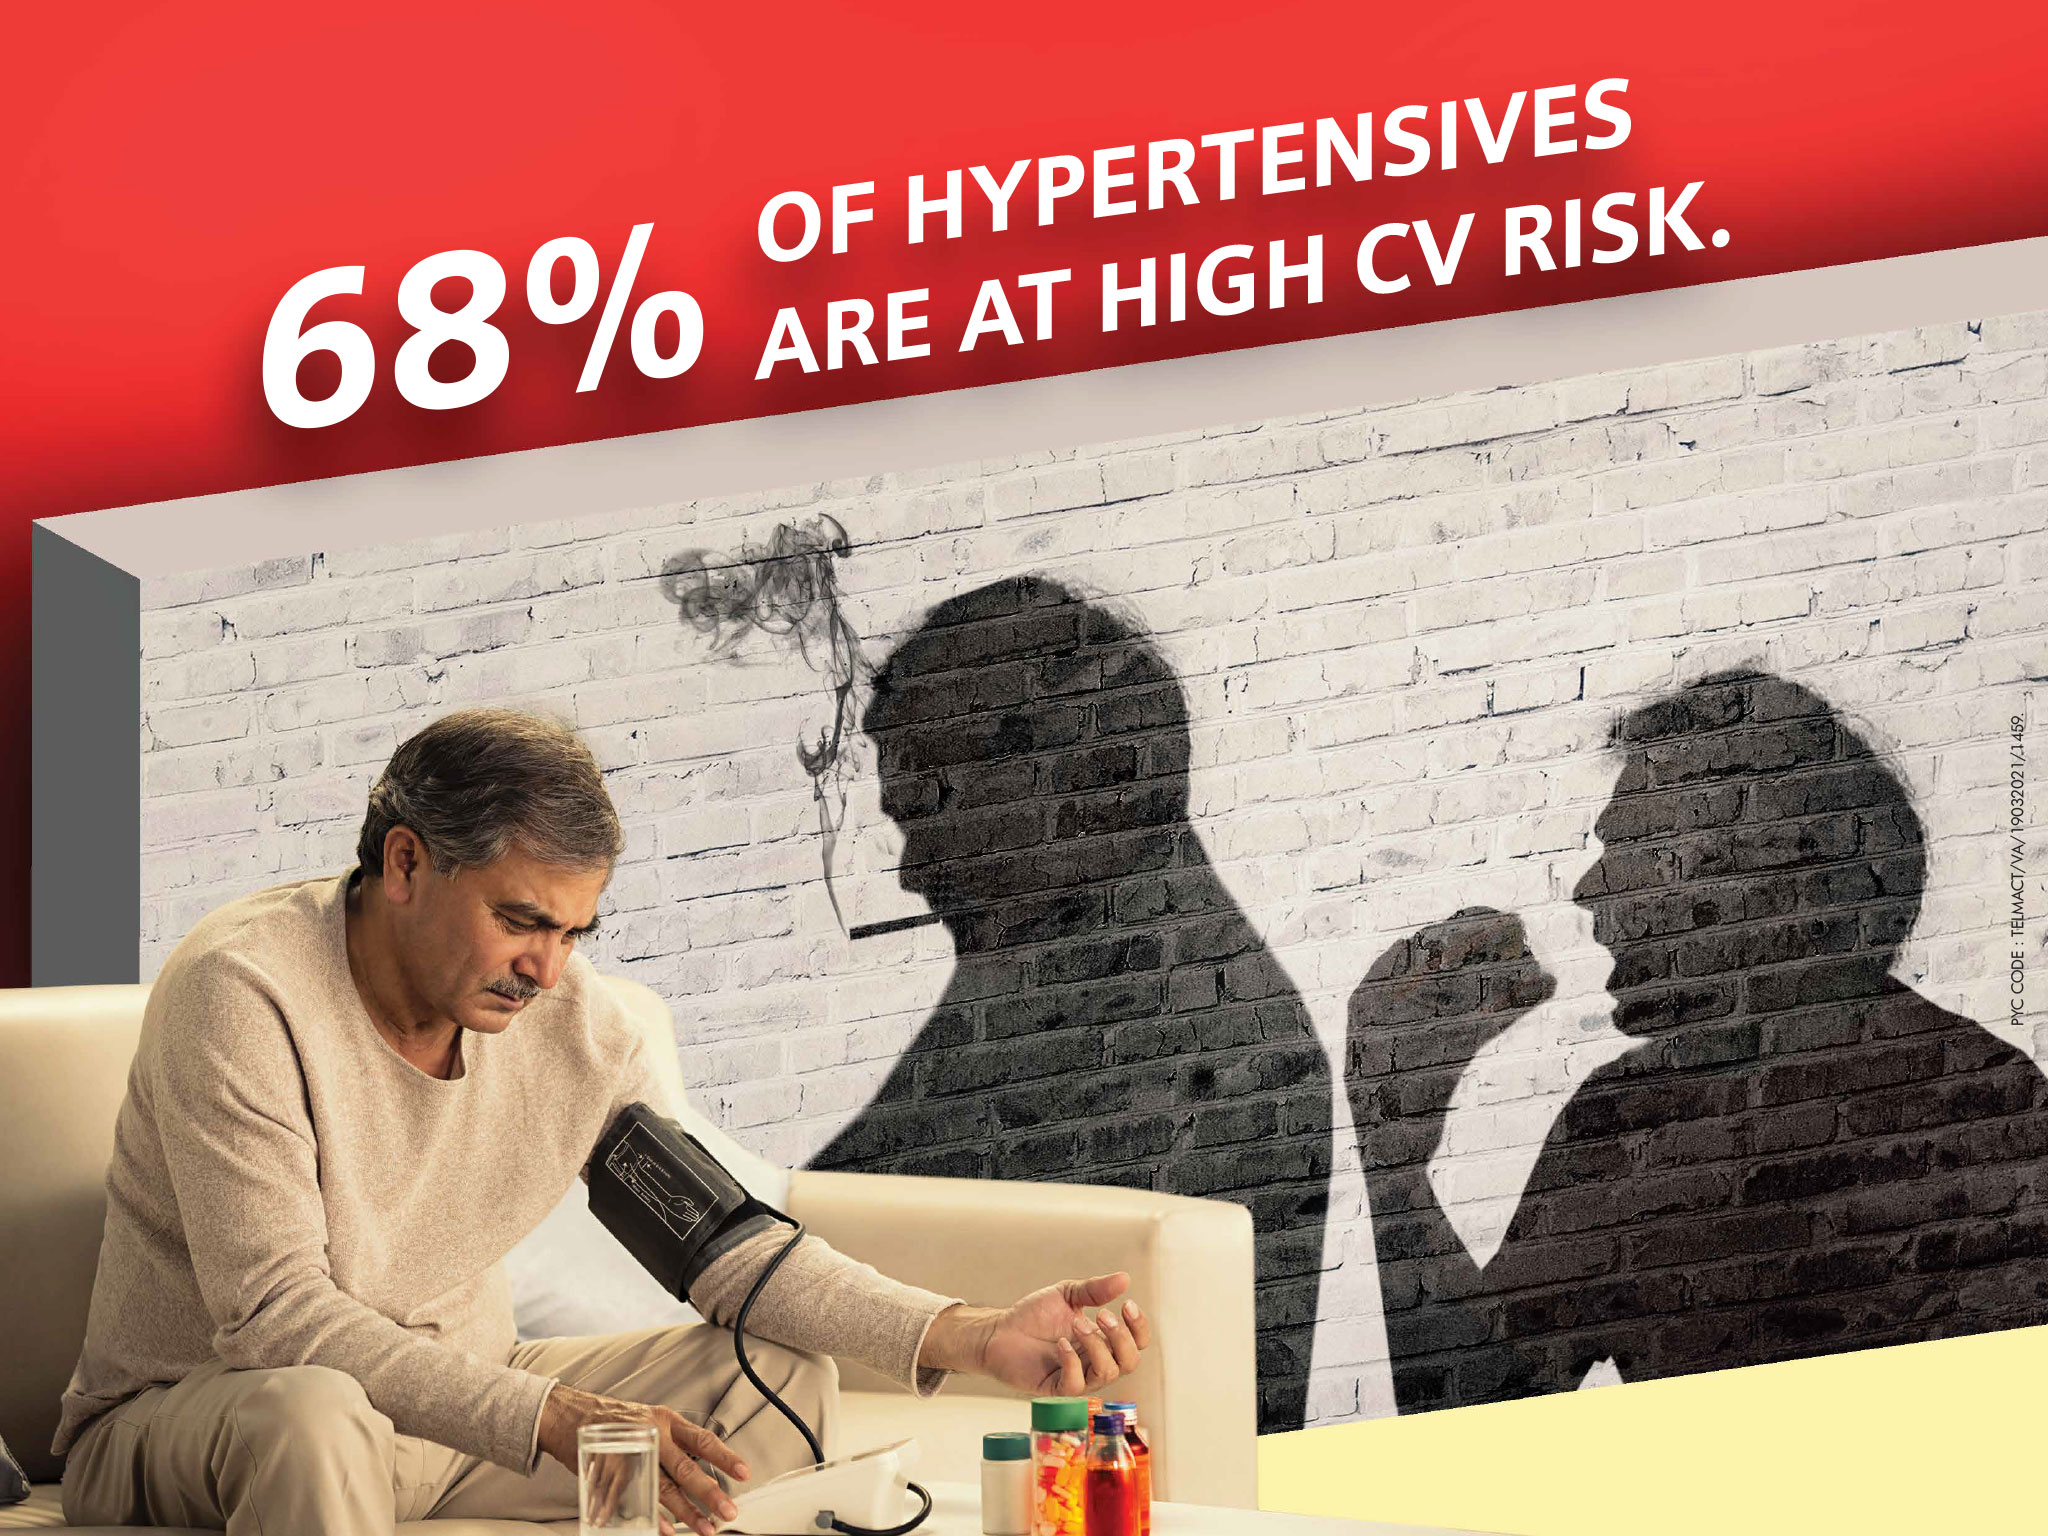 68% OF HYPERTENSIVES
ARE AT HIGH CV RISK.
PYC CODE : TELMACT/VA/19032021/1459